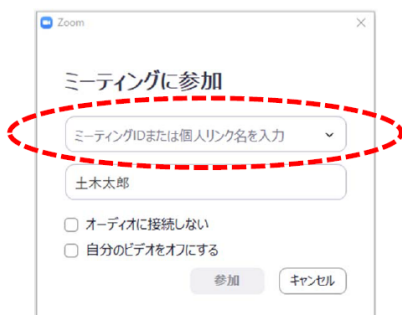 Zoom
ミーティングに参加
ミーティングIDまたは個人リンク名を入力
土木太郎
オーディオに接続しない
自分のビデオをオフにする
参加 キャンセル